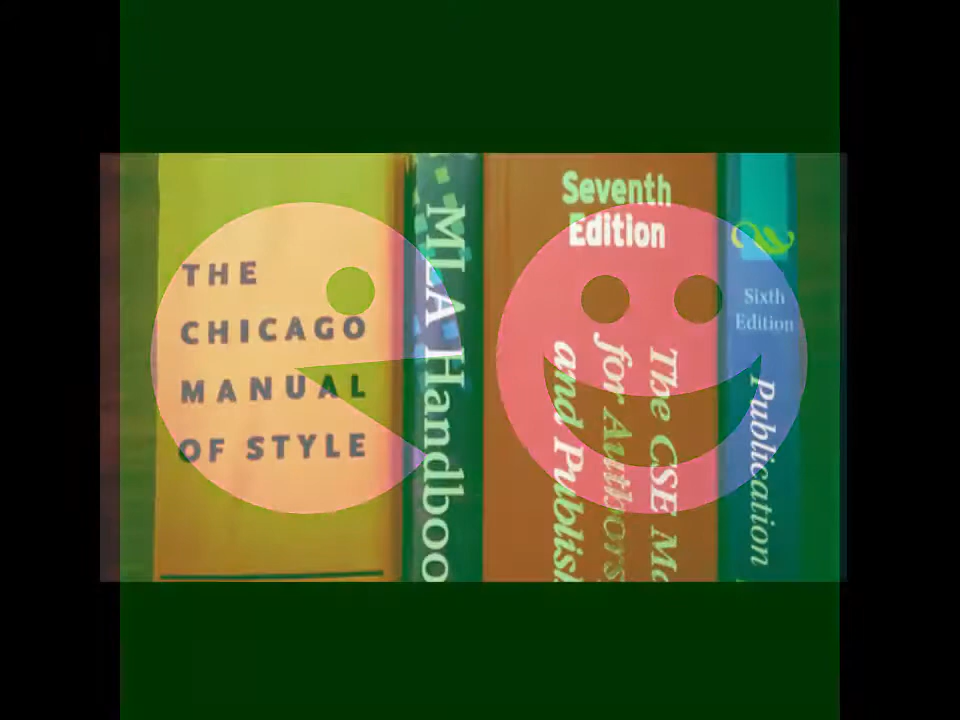 THE
CHICAGO
MANUAL
OF STYLE
MLA Handboo
Seventh
Edition
The CSE Ma
for Authors
and Publish
Sixth
Edition
Publication